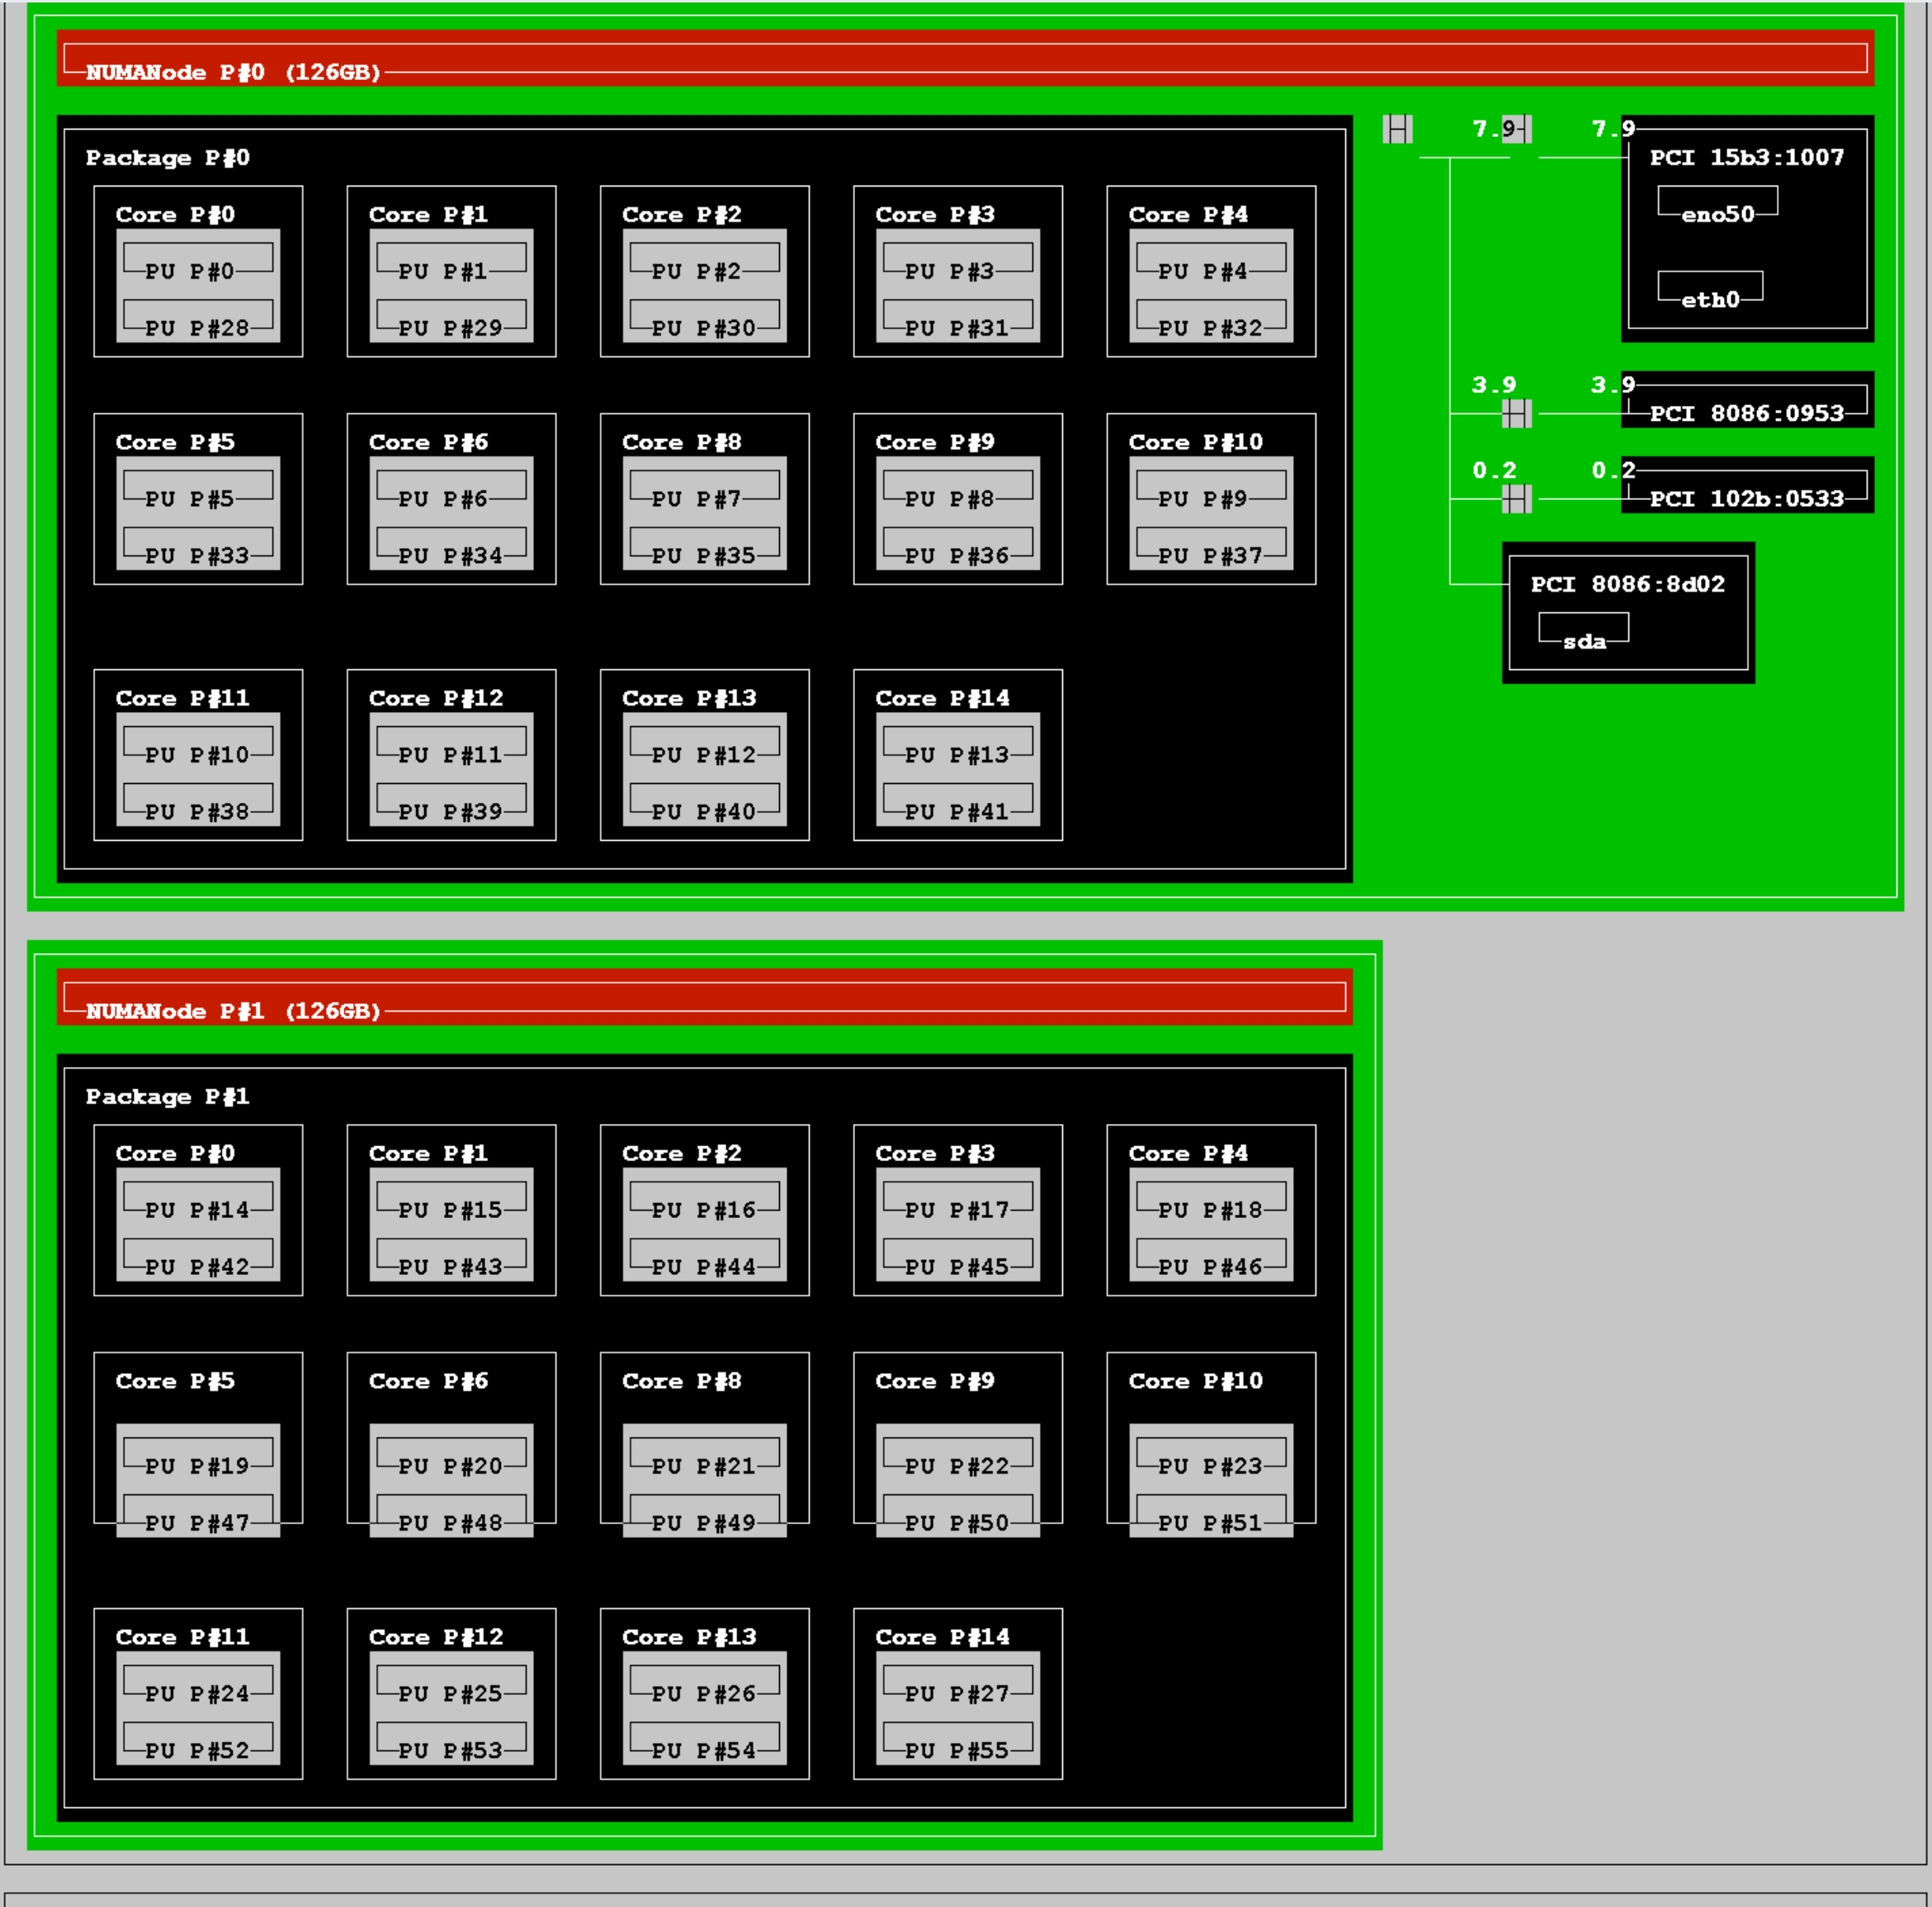 NUMANode P#0 (126GB)
Package P#0
Core P#0 Core P#1 Core P#2 Core P#3 Core P#4
PU P#0 PU P#1 PU P#2 PU P#3 PU P#4
PU P#28 PU P#29 PU P#30 PU P#31 PU P#32
Core P#5 Core P#6 Core P#8 Core P#9 Core P#10
PU P#5 PU P#6 PU P#7 PU P#8 PU P#9
PU P#33 PU P#34 PU P#35 PU P#36 PU P#37
Core P#11 Core P#12 Core P#13 Core P#14
PU P#10 PU P#11 PU P#12 PU P#13
PU P#38 PU P#39 PU P#40 PU P#41
7.9 7.9
PCI 15b3:1007
eno50
eth0
3.9 3.9
PCI 8086:0953
0.2 0.2
PCI 102b:0533
PCI 8086:8d02
sda
NUMANode P#1 (126GB)
Package P#1
Core P#0 Core P#1 Core P#2 Core P#3 Core P#4
PU P#14 PU P#15 PU P#16 PU P#17 PU P#18
PU P#42 PU P#43 PU P#44 PU P#45 PU P#46
Core P#5 Core P#6 Core P#8 Core P#9 Core P#10
PU P#19 PU P#20 PU P#21 PU P#22 PU P#23
PU P#47 PU P#48 PU P#49 PU P#50 PU P#51
Core P#11 Core P#12 Core P#13 Core P#14
PU P#24 PU P#25 PU P#26 PU P#27
PU P#52 PU P#53 PU P#54 PU P#55